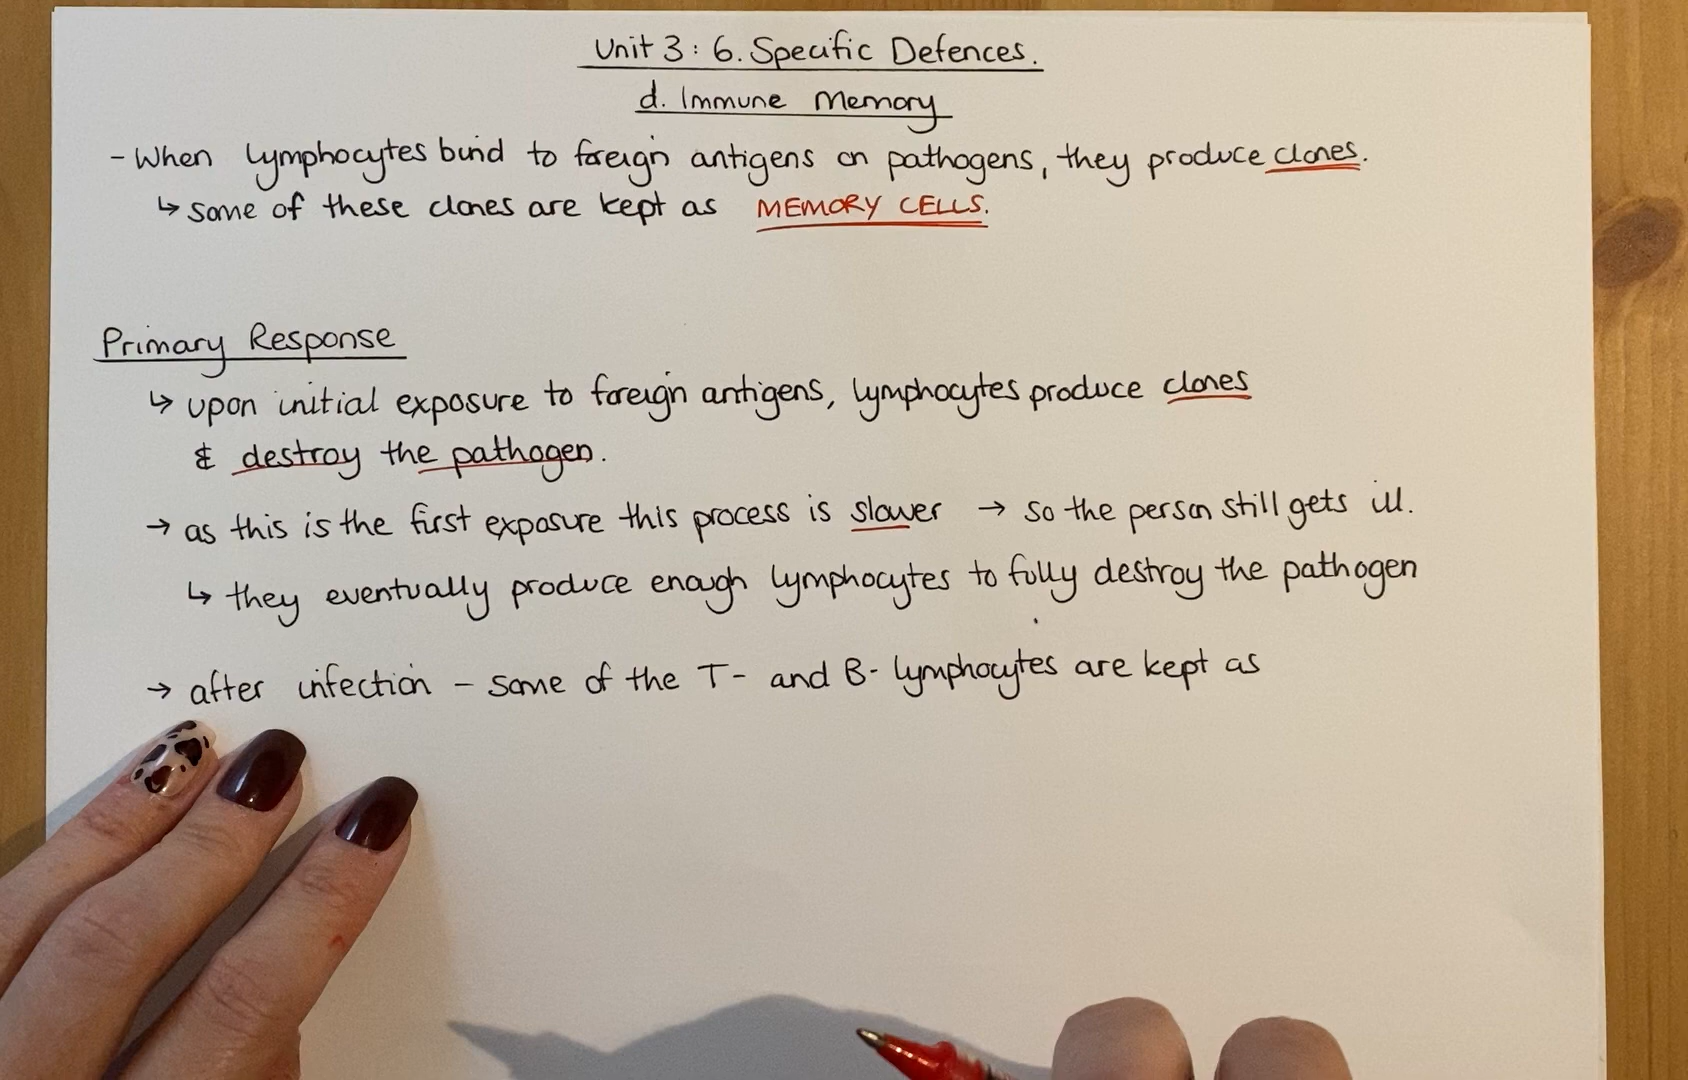 Unit 3: 6. Specific Defences.
d. Immune Memory
- When lymphocytes bind to foreign antigens on pathogens, they produce clones.
↳ some of these clones are kept as MEMORY CELLS.
Primary Response
↳ upon initial exposure to foreign antigens, lymphocytes produce clones
& destroy the pathogen.
→ as this is the first exposure this process is slower → so the person still gets ill.
↳ they eventually produce enough lymphocytes to fully destroy the pathogen
→ after infection - some of the T- and B- lymphocytes are kept as